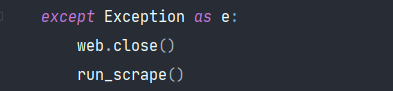 except Exception as e:
    web.close()
    run_scrape()